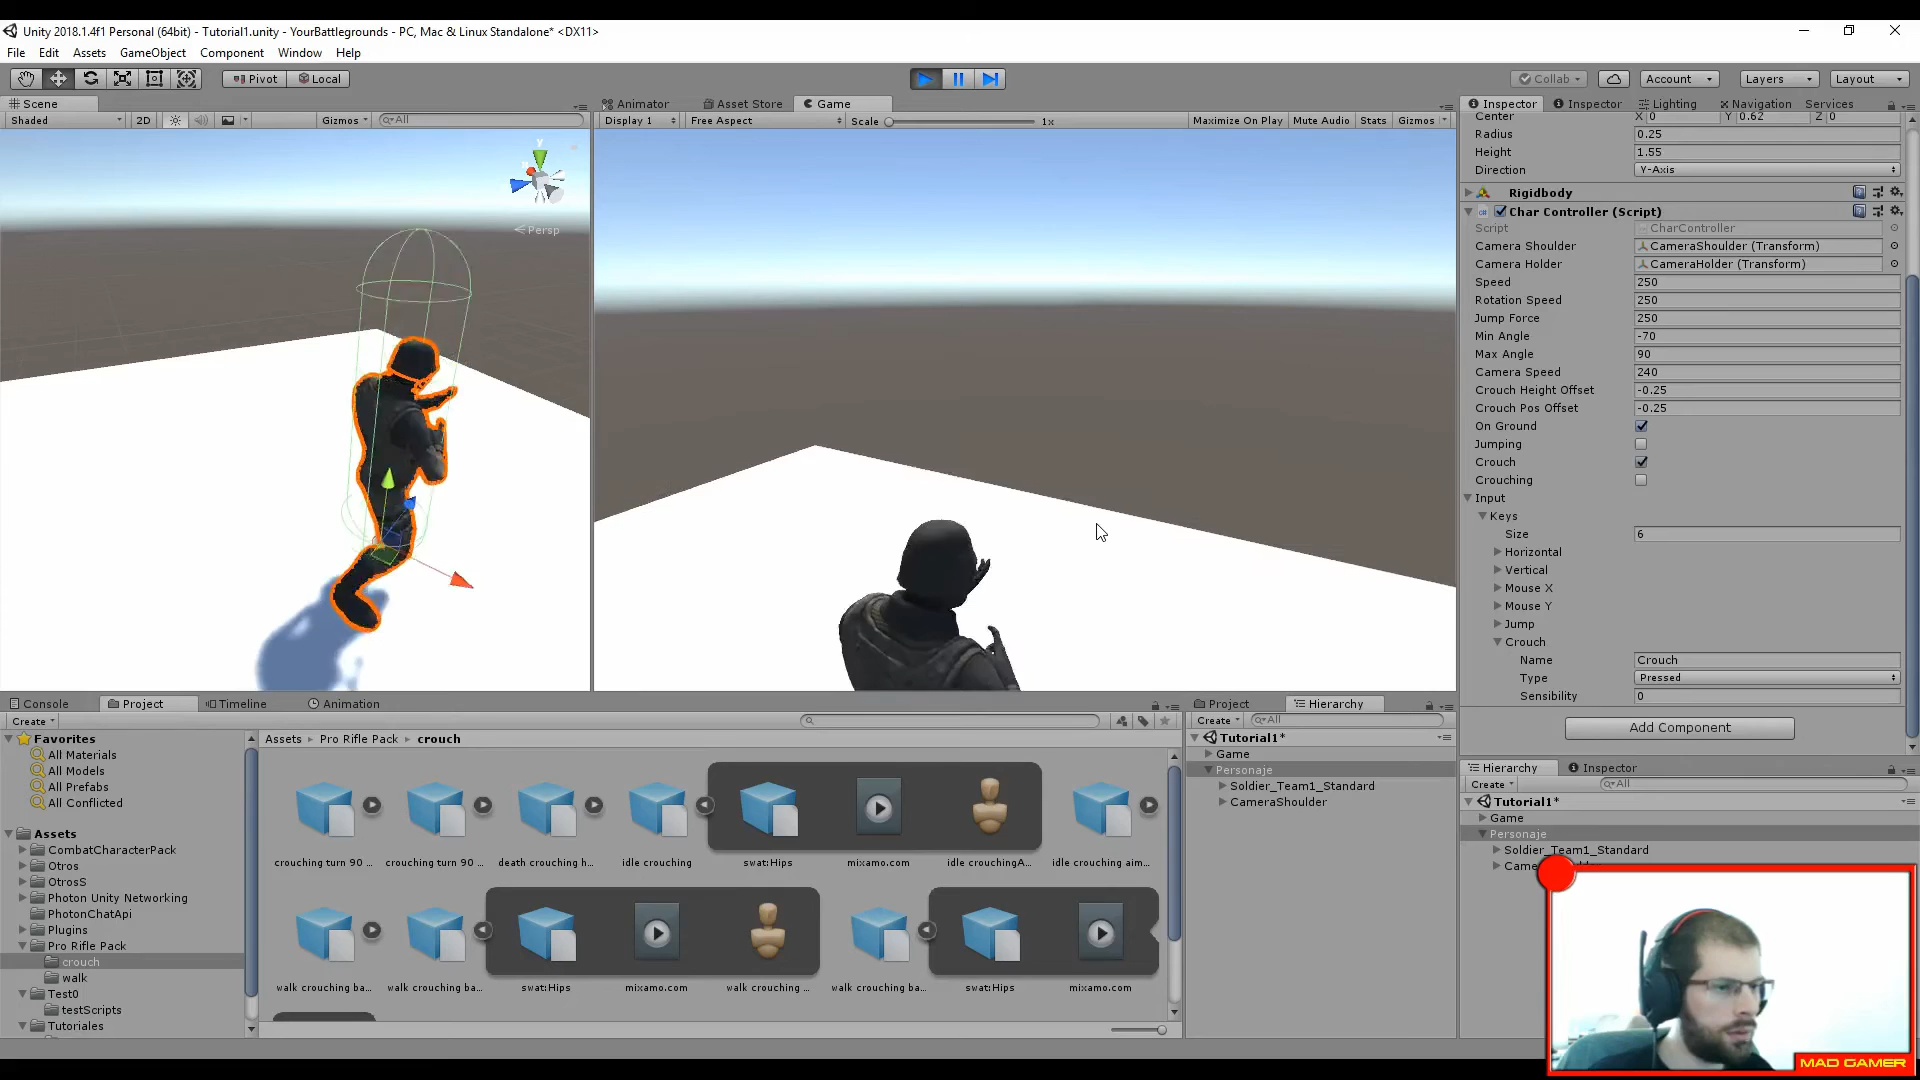 Unity 2018.1.4f1 Personal (64bit) - Tutorial1.unity - YourBattlegrounds - PC, Mac & Linux Standalone* <DX11>
File Edit Assets GameObject Component Window Help
Pivot Local Collab Account Layers Layout
Scene
Shaded 2D Gizmos All
y
Persp
Animator Asset Store Game
Display 1 Free Aspect Scale 1x Maximize On Play Mute Audio Stats Gizmos
Inspector Inspector Lighting Navigation Services
Center X 0 Y 0.62 Z 0
Radius 0.25
Height 1.55
Direction Y-Axis
Rigidbody
Char Controller (Script)
Script CharController
Camera Shoulder CameraShoulder (Transform)
Camera Holder CameraHolder (Transform)
Speed 250
Rotation Speed 250
Jump Force 250
Min Angle -70
Max Angle 90
Camera Speed 240
Crouch Height Offset -0.25
Crouch Pos Offset -0.25
On Ground
Jumping
Crouch
Crouching
Input
Keys
Size 6
Horizontal
Vertical
Mouse X
Mouse Y
Jump
Crouch
Name Crouch
Type Pressed
Sensibility 0
Add Component
Console Project Timeline Animation
Create
Favorites
All Materials
All Models
All Prefabs
All Conflicted
Assets
CombatCharacterPack
Otros
OtrosS
Photon Unity Networking
PhotonChatApi
Plugins
Pro Rifle Pack
crouch
walk
Test0
testScripts
Tutoriales
Assets Pro Rifle Pack crouch
crouching turn 90 ... crouching turn 90 ... death crouching h... idle crouching swat:Hips mixamo.com idle crouchingA... idle crouching aim...
walk crouching ba... walk crouching ba... swat:Hips mixamo.com walk crouching ... walk crouching ba... swat:Hips mixamo.com
Project Hierarchy
Create All
Tutorial1*
Game
Personaje
Soldier_Team1_Standard
CameraShoulder
Hierarchy Inspector
Create All
Tutorial1*
Game
Personaje
Soldier_Team1_Standard
MAD GAMER